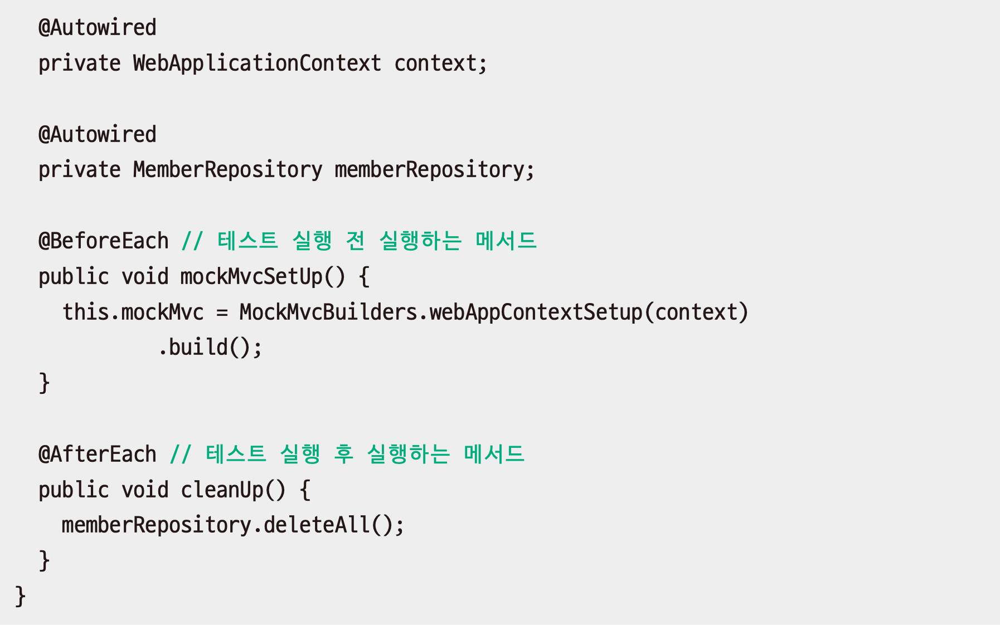 @Autowired
private WebApplicationContext context;
@Autowired
private MemberRepository memberRepository;
@BeforeEach // 테스트 실행 전 실행하는 메서드
public void mockMvcSetUp() {
this.mockMvc = MockMvcBuilders.webAppContextSetup(context)
.build();
}
@AfterEach // 테스트 실행 후 실행하는 메서드
public void cleanUp() {
memberRepository.deleteAll();
}
}